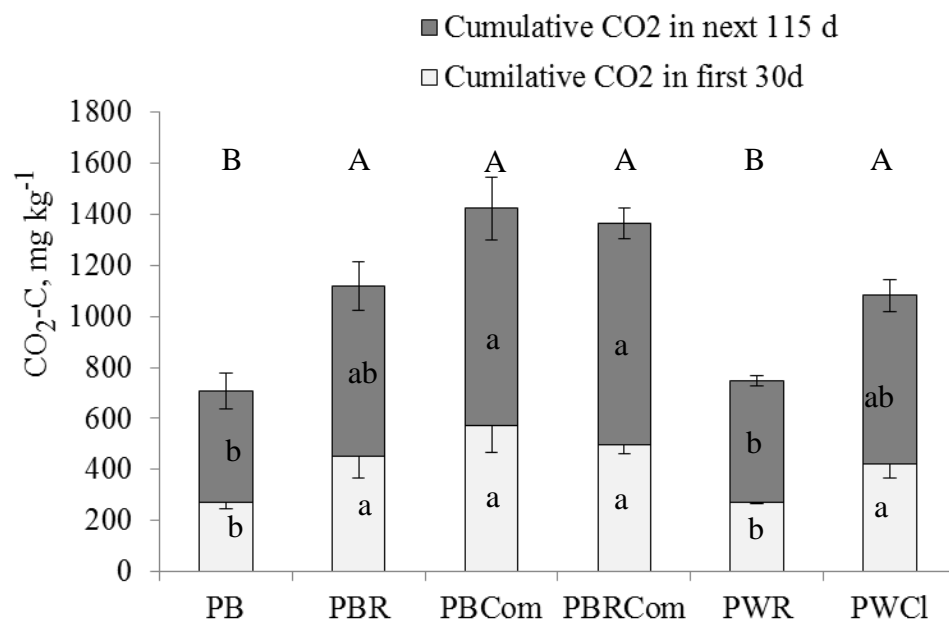 Cumulative CO2 in next 115 d
Cumilative CO2 in first 30d
CO₂-C, mg kg⁻¹
1800
1600
1400
1200
1000
800
600
400
200
0
B A A A B A
b ab a a b ab
b a a a b a
PB PBR PBCom PBRCom PWR PWCl